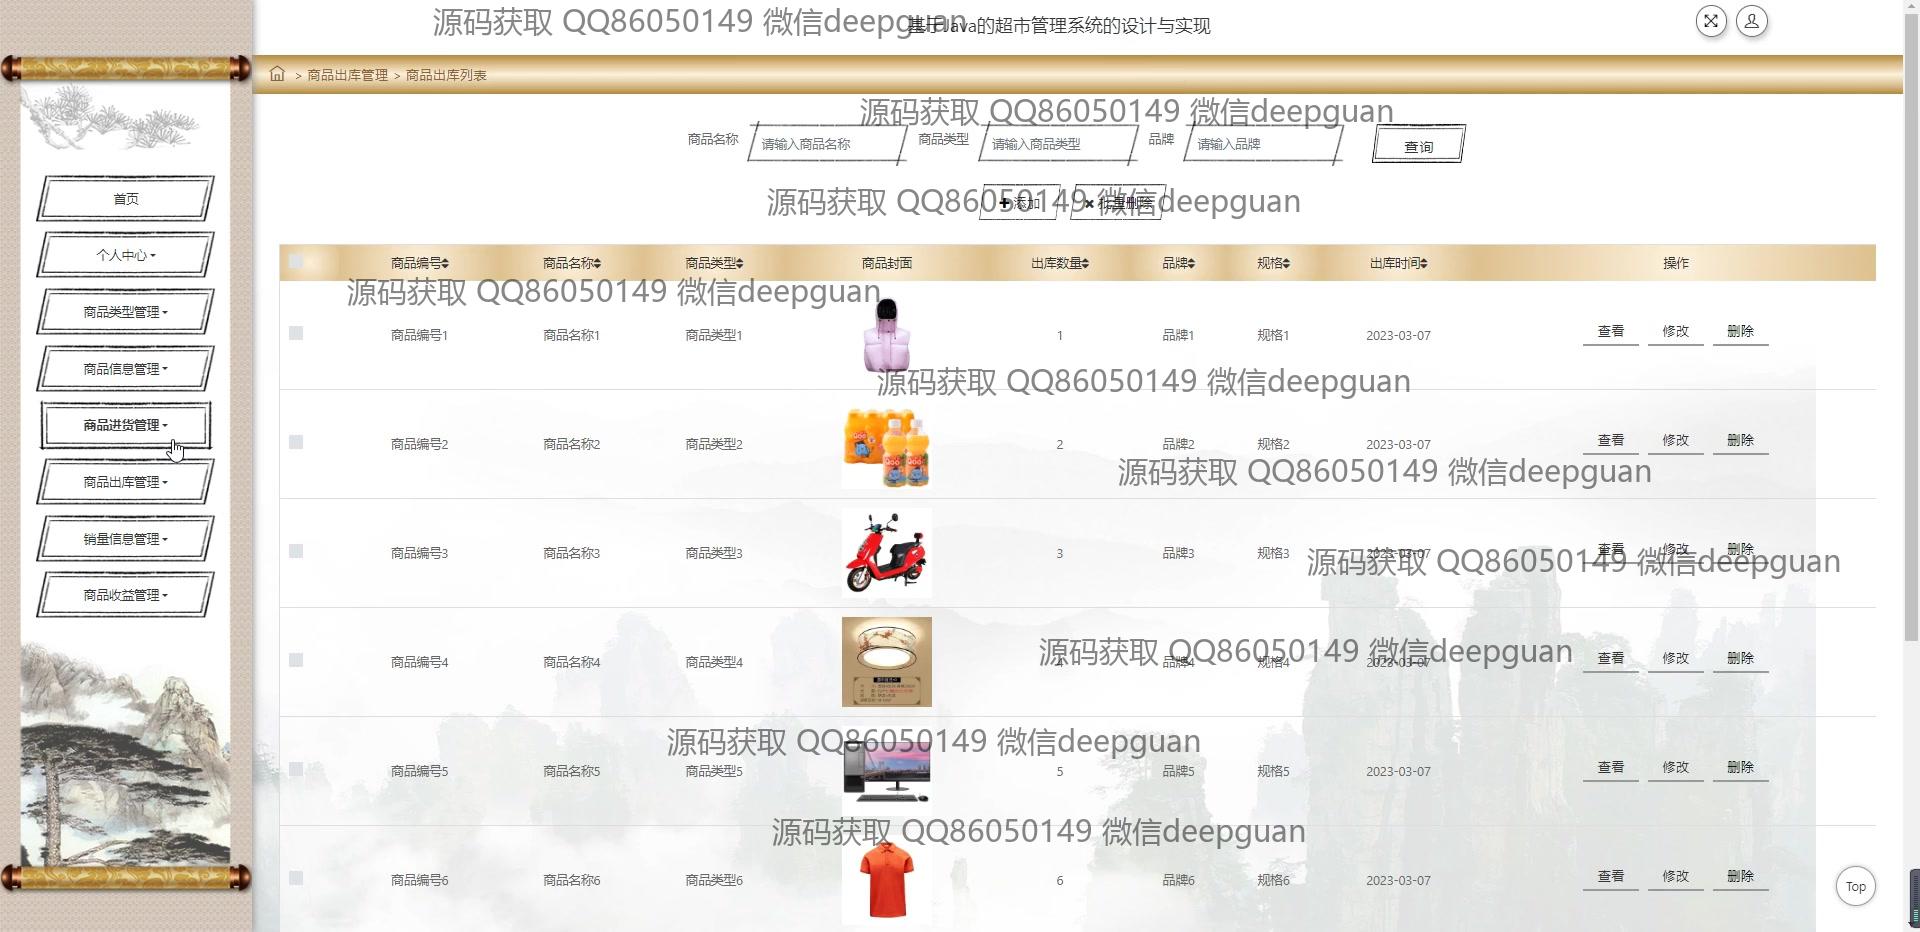 源码获取 QQ86050149 微信deepguan
基于Java的超市管理系统的设计与实现
> 商品出库管理 > 商品出库列表
源码获取 QQ86050149 微信deepguan
商品名称 请输入商品名称 商品类型 请输入商品类型 品牌 请输入品牌 查询
源码获取 QQ86050149 微信deepguan
添加 批量删除
首页
个人中心
商品类型管理
商品信息管理
商品进货管理
商品出库管理
销量信息管理
商品收益管理
商品编号 商品名称 商品类型 商品封面 出库数量 品牌 规格 出库时间 操作
源码获取 QQ86050149 微信deepguan
商品编号1 商品名称1 商品类型1 1 品牌1 规格1 2023-03-07 查看 修改 删除
源码获取 QQ86050149 微信deepguan
商品编号2 商品名称2 商品类型2 2 品牌2 规格2 2023-03-07 查看 修改 删除
源码获取 QQ86050149 微信deepguan
商品编号3 商品名称3 商品类型3 3 品牌3 规格3 2023-03-07 查看 修改 删除
源码获取 QQ86050149 微信deepguan
商品编号4 商品名称4 商品类型4 4 品牌4 规格4 2023-03-07 查看 修改 删除
源码获取 QQ86050149 微信deepguan
源码获取 QQ86050149 微信deepguan
商品编号5 商品名称5 商品类型5 5 品牌5 规格5 2023-03-07 查看 修改 删除
源码获取 QQ86050149 微信deepguan
商品编号6 商品名称6 商品类型6 6 品牌6 规格6 2023-03-07 查看 修改 删除
Top